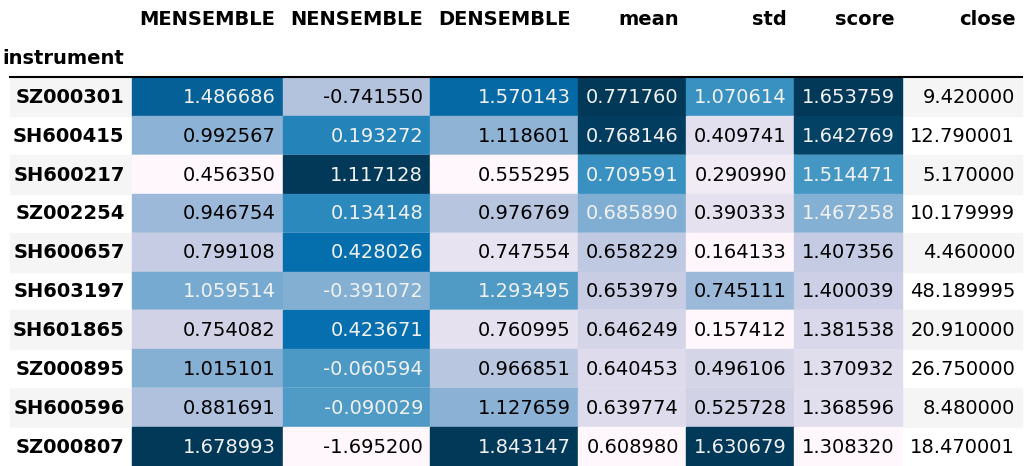 MENSEMBLE NENSEMBLE DENSEMBLE mean std score close
instrument
SZ000301 1.486686 -0.741550 1.570143 0.771760 1.070614 1.653759 9.420000
SH600415 0.992567 0.193272 1.118601 0.768146 0.409741 1.642769 12.790001
SH600217 0.456350 1.117128 0.555295 0.709591 0.290990 1.514471 5.170000
SZ002254 0.946754 0.134148 0.976769 0.685890 0.390333 1.467258 10.179999
SH600657 0.799108 0.428026 0.747554 0.658229 0.164133 1.407356 4.460000
SH603197 1.059514 -0.391072 1.293495 0.653979 0.745111 1.400039 48.189995
SH601865 0.754082 0.423671 0.760995 0.646249 0.157412 1.381538 20.910000
SZ000895 1.015101 -0.060594 0.966851 0.640453 0.496106 1.370932 26.750000
SH600596 0.881691 -0.090029 1.127659 0.639774 0.525728 1.368596 8.480000
SZ000807 1.678993 -1.695200 1.843147 0.608980 1.630679 1.308320 18.470001